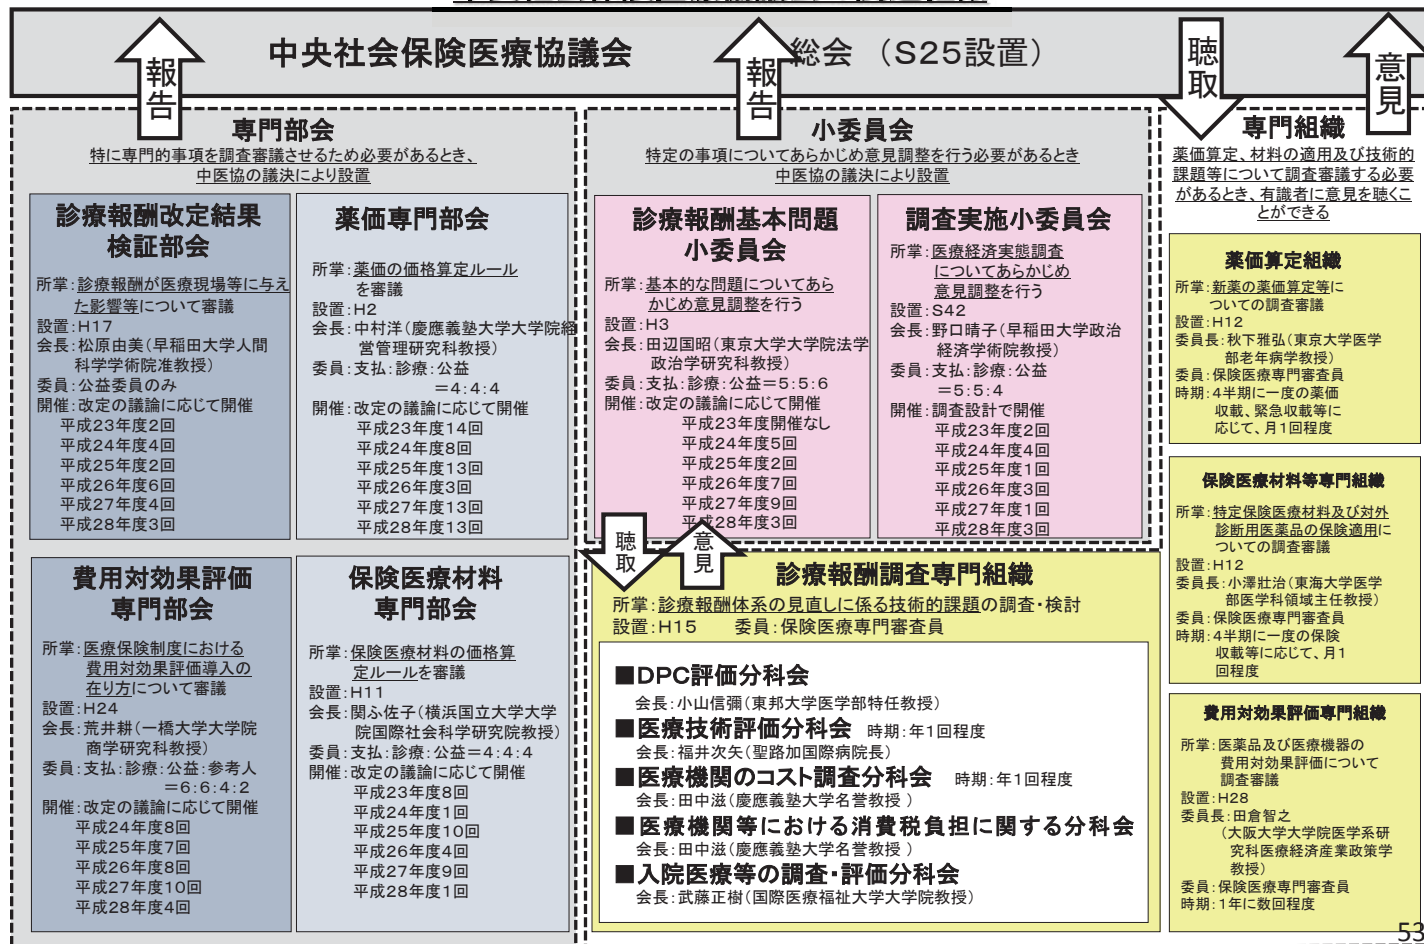 中央社会保険医療協議会 総会 (S25設置)
報告
報告
聴取
意見
専門部会
特に専門的事項を調査審議させるため必要があるとき、
中医協の議決により設置
診療報酬改定結果
検証部会
所掌:診療報酬が医療現場等に与え
た影響等について審議
設置:H17
会長:松原由美(早稲田大学人間
科学学術院准教授)
委員:公益委員のみ
開催:改定の議論に応じて開催
平成23年度2回
平成24年度4回
平成25年度2回
平成26年度6回
平成27年度4回
平成28年度3回
薬価専門部会
所掌:薬価の価格算定ルール
を審議
設置:H2
会長:中村洋(慶應義塾大学大学院経
営管理研究科教授)
委員:支払:診療:公益
=4:4:4
開催:改定の議論に応じて開催
平成23年度14回
平成24年度8回
平成25年度13回
平成26年度3回
平成27年度13回
平成28年度13回
費用対効果評価
専門部会
所掌:医療保険制度における
費用対効果評価導入の
在り方について審議
設置:H24
会長:荒井耕(一橋大学大学院
商学研究科教授)
委員:支払:診療:公益:参考人
=6:6:4:2
開催:改定の議論に応じて開催
平成24年度8回
平成25年度7回
平成26年度8回
平成27年度10回
平成28年度4回
保険医療材料
専門部会
所掌:保険医療材料の価格算
定ルールを審議
設置:H11
会長:関ふ佐子(横浜国立大学大学
院国際社会科学研究院教授)
委員:支払:診療:公益=4:4:4
開催:改定の議論に応じて開催
平成23年度8回
平成24年度1回
平成25年度10回
平成26年度4回
平成27年度9回
平成28年度1回
小委員会
特定の事項についてあらかじめ意見調整を行う必要があるとき
中医協の議決により設置
診療報酬基本問題
小委員会
所掌:基本的な問題についてあら
かじめ意見調整を行う
設置:H3
会長:田辺国昭(東京大学大学院法学
政治学研究科教授)
委員:支払:診療:公益=5:5:6
開催:改定の議論に応じて開催
平成23年度開催なし
平成24年度5回
平成25年度2回
平成26年度7回
平成27年度9回
平成28年度3回
調査実施小委員会
所掌:医療経済実態調査
についてあらかじめ
意見調整を行う
設置:S42
会長:野口晴子(早稲田大学政治
経済学術院教授)
委員:支払:診療:公益
=5:5:4
開催:調査設計で開催
平成23年度2回
平成24年度4回
平成25年度1回
平成26年度3回
平成27年度1回
平成28年度3回
聴取
意見
診療報酬調査専門組織
所掌:診療報酬体系の見直しに係る技術的課題の調査・検討
設置:H15 委員:保険医療専門審査員
■DPC評価分科会
会長:小山信彌(東邦大学医学部特任教授)
■医療技術評価分科会 時期:年1回程度
会長:福井次矢(聖路加国際病院長)
■医療機関のコスト調査分科会 時期:年1回程度
会長:田中滋(慶應義塾大学名誉教授 )
■医療機関等における消費税負担に関する分科会
会長:田中滋(慶應義塾大学名誉教授 )
■入院医療等の調査・評価分科会
会長:武藤正樹(国際医療福祉大学大学院教授)
専門組織
薬価算定、材料の適用及び技術的
課題等について調査審議する必要
があるとき、有識者に意見を聴くこ
とができる
薬価算定組織
所掌:新薬の薬価算定等に
ついての調査審議
設置:H12
委員長:秋下雅弘(東京大学医学
部老年病学教授)
委員:保険医療専門審査員
時期:4半期に一度の薬価
収載、緊急収載等に
応じて、月1回程度
保険医療材料等専門組織
所掌:特定保険医療材料及び対外
診断用医薬品の保険適用に
ついての調査審議
設置:H12
委員長:小澤壯治(東海大学医学
部医学科領域主任教授)
委員:保険医療専門審査員
時期:4半期に一度の保険
収載等に応じて、月1
回程度
費用対効果評価専門組織
所掌:医薬品及び医療機器の
費用対効果評価について
調査審議
設置:H28
委員長:田倉智之
(大阪大学大学院医学系研
究科医療経済産業政策学
教授)
委員:保険医療専門審査員
時期:1年に数回程度
53